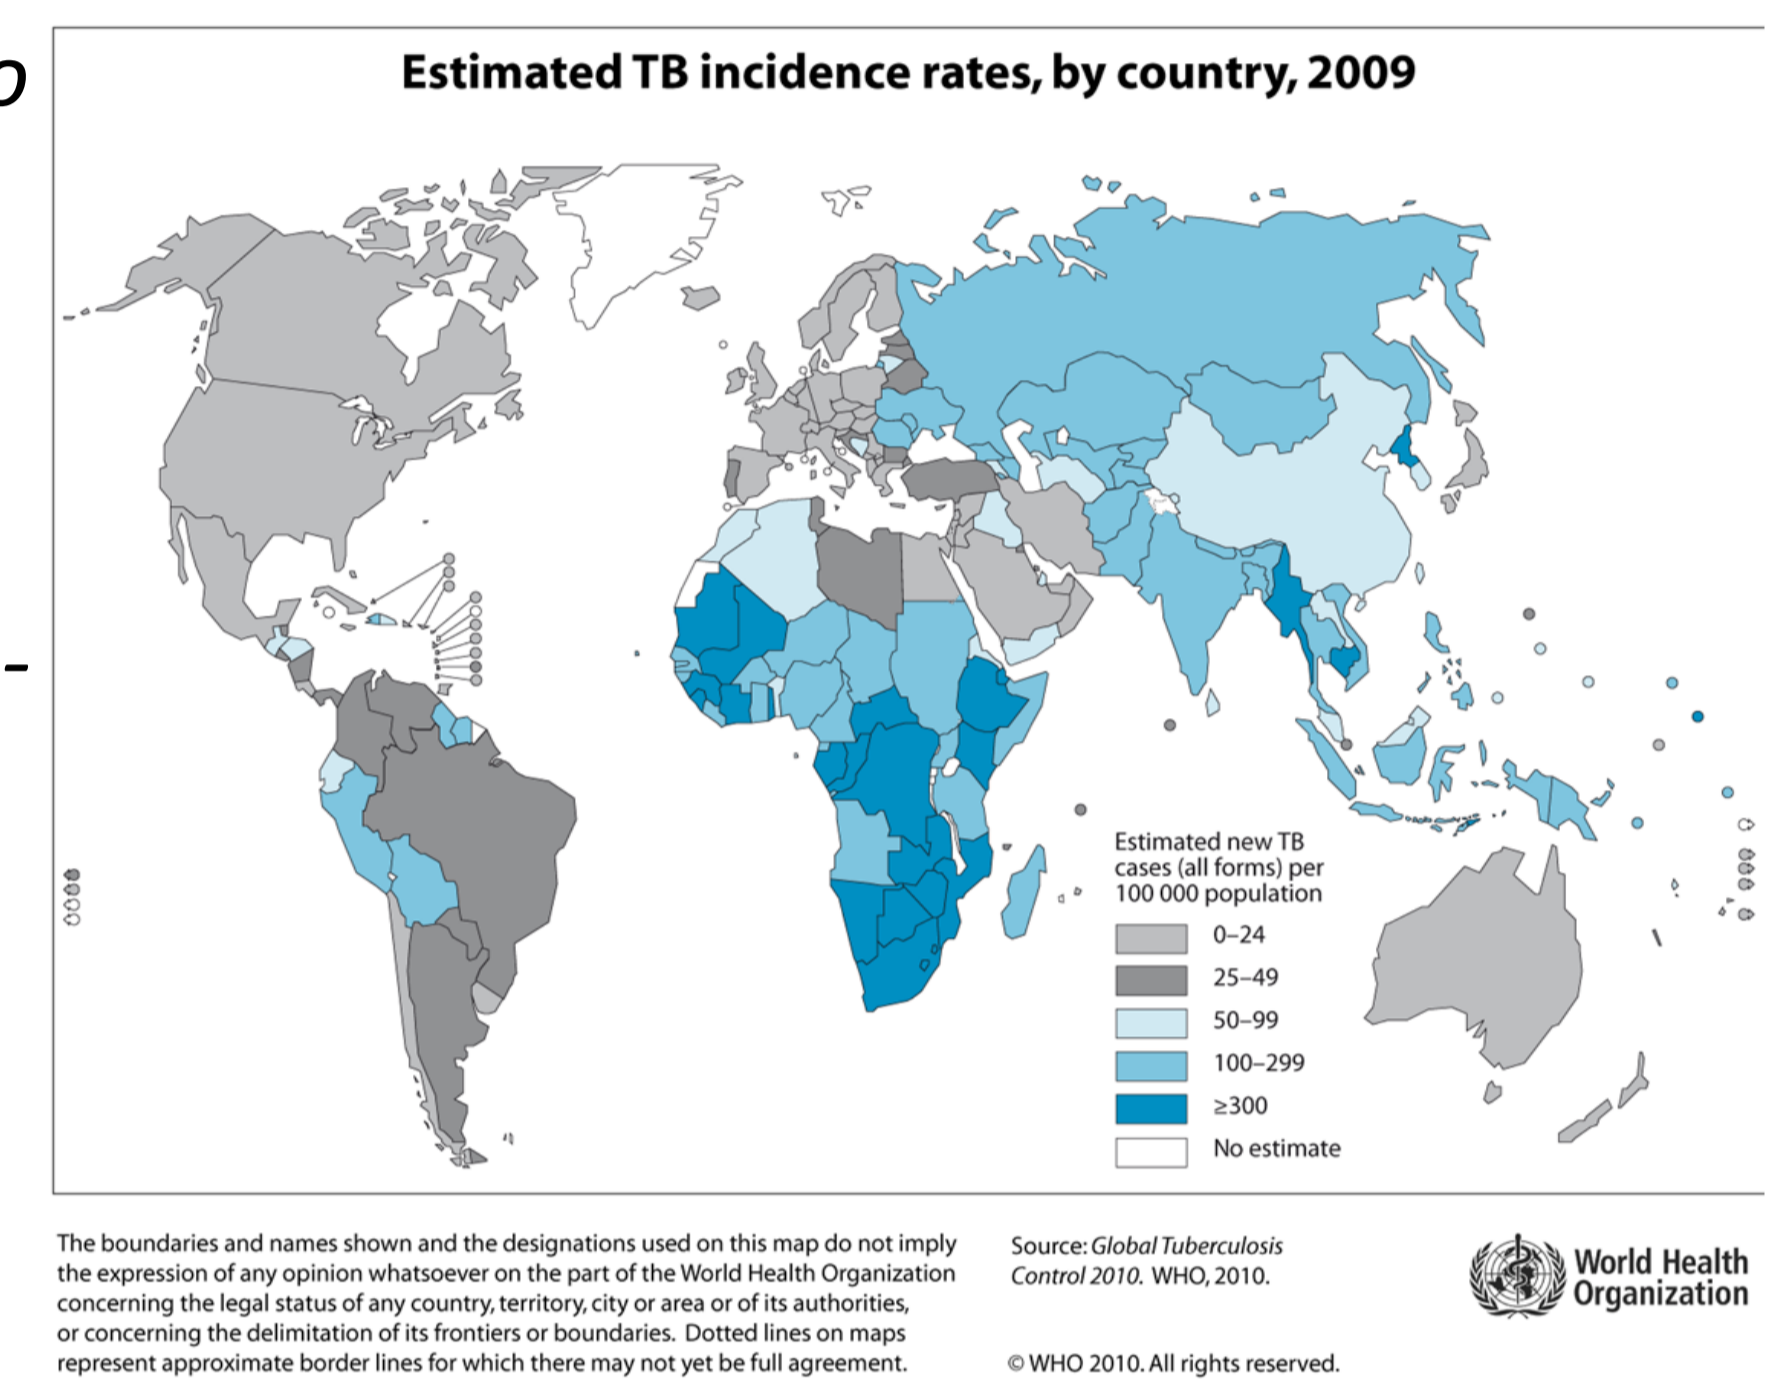 o
Estimated TB incidence rates, by country, 2009
-
Estimated new TB
cases (all forms) per
100 000 population
0–24
25–49
50–99
100–299
≥300
No estimate
The boundaries and names shown and the designations used on this map do not imply
the expression of any opinion whatsoever on the part of the World Health Organization
concerning the legal status of any country, territory, city or area or of its authorities,
or concerning the delimitation of its frontiers or boundaries. Dotted lines on maps
represent approximate border lines for which there may not yet be full agreement.
Source: Global Tuberculosis
Control 2010. WHO, 2010.
© WHO 2010. All rights reserved.
World Health
Organization